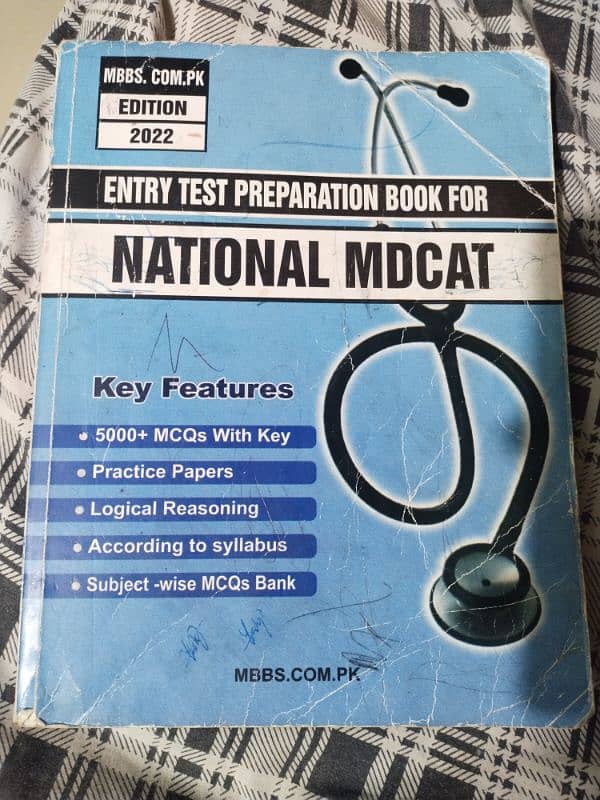 MBBS. COM.PK
EDITION
2022
ENTRY TEST PREPARATION BOOK FOR
NATIONAL MDCAT
Key Features
• 5000+ MCQs With Key
• Practice Papers
• Logical Reasoning
• According to syllabus
• Subject -wise MCQs Bank
MBBS.COM.PK